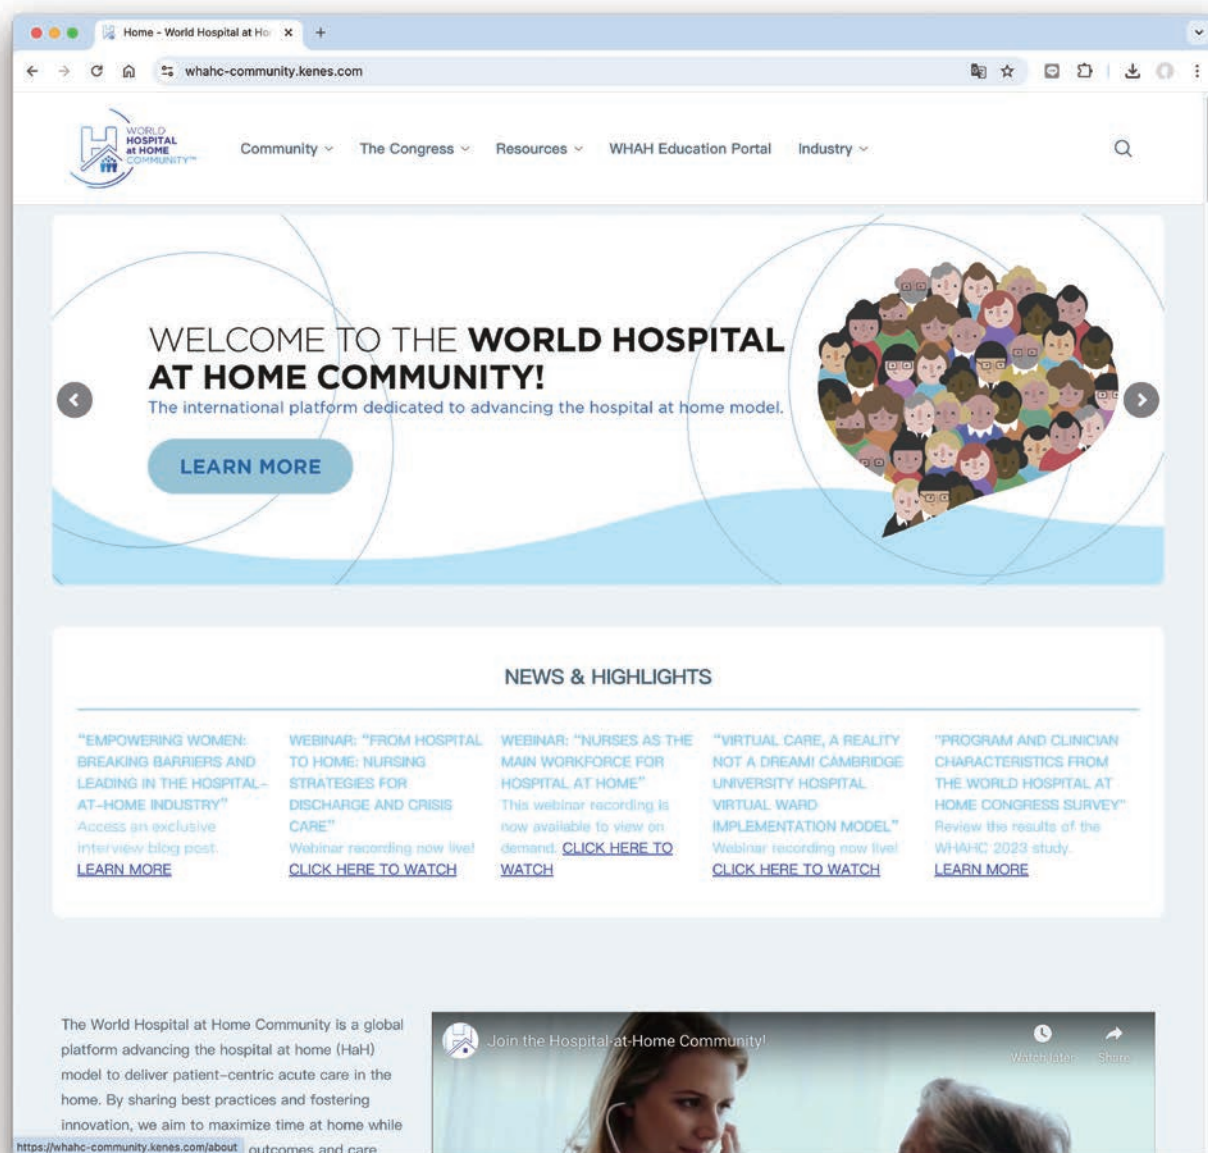 Home - World Hospital at Ho
whahc-community.kenes.com
WORLD
HOSPITAL
at HOME
COMMUNITY™
Community
The Congress
Resources
WHAH Education Portal
Industry
WELCOME TO THE WORLD HOSPITAL
AT HOME COMMUNITY!
The international platform dedicated to advancing the hospital at home model.
LEARN MORE
NEWS & HIGHLIGHTS
"EMPOWERING WOMEN:
BREAKING BARRIERS AND
LEADING IN THE HOSPITAL-
AT-HOME INDUSTRY"
Access an exclusive
interview blog post.
LEARN MORE
WEBINAR: "FROM HOSPITAL
TO HOME: NURSING
STRATEGIES FOR
DISCHARGE AND CRISIS
CARE"
Webinar recording now live!
CLICK HERE TO WATCH
WEBINAR: "NURSES AS THE
MAIN WORKFORCE FOR
HOSPITAL AT HOME"
This webinar recording is
now available to view on
demand. CLICK HERE TO
WATCH
"VIRTUAL CARE, A REALITY
NOT A DREAM! CAMBRIDGE
UNIVERSITY HOSPITAL
VIRTUAL WARD
IMPLEMENTATION MODEL"
Webinar recording now live!
CLICK HERE TO WATCH
"PROGRAM AND CLINICIAN
CHARACTERISTICS FROM
THE WORLD HOSPITAL AT
HOME CONGRESS SURVEY"
Review the results of the
WHAHC 2023 study.
LEARN MORE
The World Hospital at Home Community is a global
platform advancing the hospital at home (HaH)
model to deliver patient-centric acute care in the
home. By sharing best practices and fostering
innovation, we aim to maximize time at home while
outcomes and care
https://whahc-community.kenes.com/about
Join the Hospital-at-Home Community!
Watch later
Share